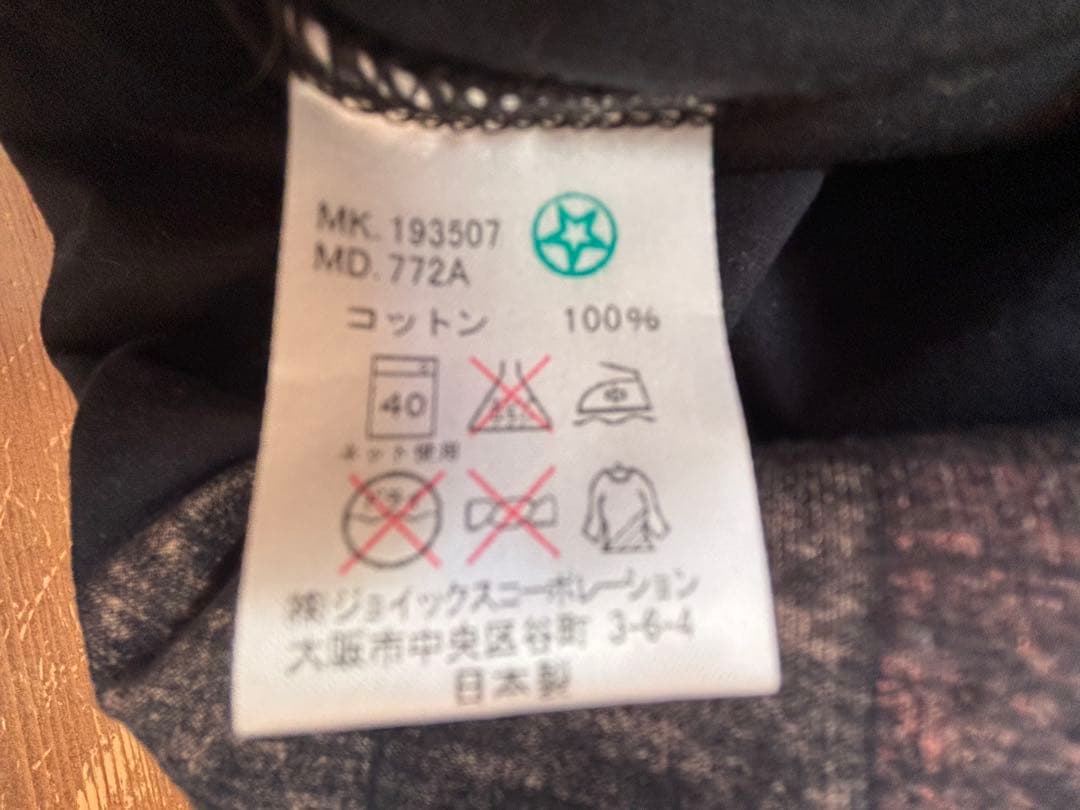 MK. 193507
MD. 772A
コットン 100%
40
ネット使用
㈱ジョイックスコーポレーション
大阪市中央区谷町 3-6-4
日本製